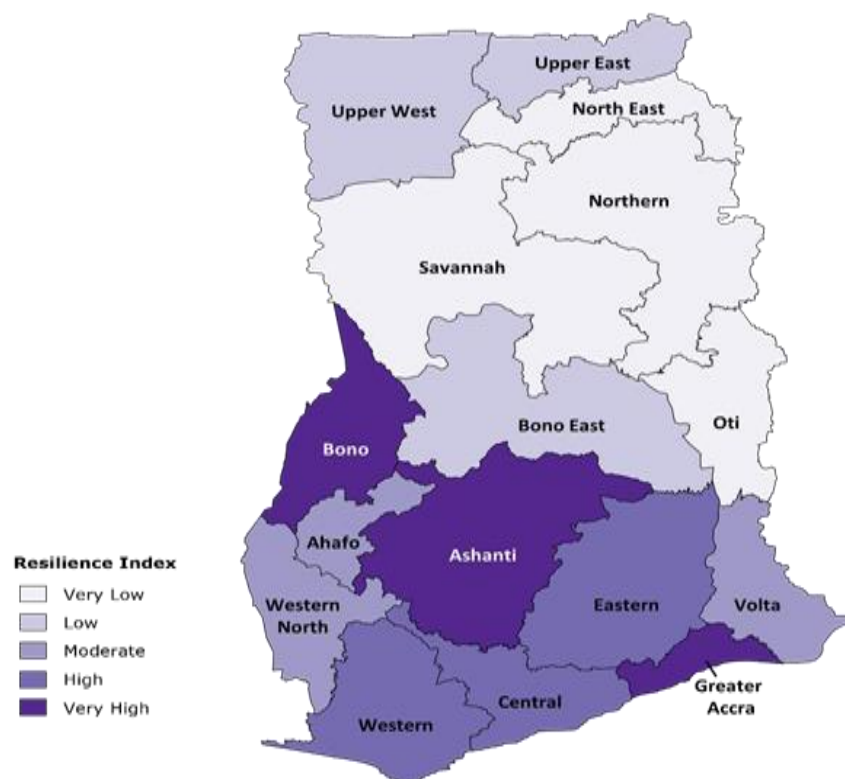 Upper East
Upper West
North East
Northern
Savannah
Bono East
Oti
Bono
Ahafo
Ashanti
Resilience Index
Very Low
Low
Moderate
High
Very High
Western
North
Eastern
Volta
Greater
Accra
Central
Western